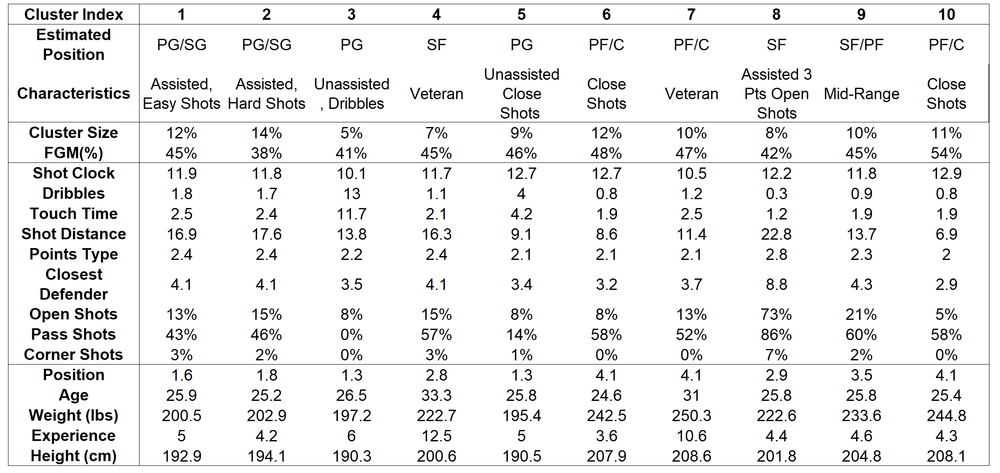 Cluster Index 1 2 3 4 5 6 7 8 9 10
Estimated Position PG/SG PG/SG PG SF PG PF/C PF/C SF SF/PF PF/C
Characteristics Assisted, Easy Shots Assisted, Hard Shots Unassisted , Dribbles Veteran Unassisted Close Shots Close Shots Veteran Assisted 3 Pts Open Shots Mid-Range Close Shots
Cluster Size 12% 14% 5% 7% 9% 12% 10% 8% 10% 11%
FGM(%) 45% 38% 41% 45% 46% 48% 47% 42% 45% 54%
Shot Clock 11.9 11.8 10.1 11.7 12.7 12.7 10.5 12.2 11.8 12.9
Dribbles 1.8 1.7 13 1.1 4 0.8 1.2 0.3 0.9 0.8
Touch Time 2.5 2.4 11.7 2.1 4.2 1.9 2.5 1.2 1.9 1.9
Shot Distance 16.9 17.6 13.8 16.3 9.1 8.6 11.4 22.8 13.7 6.9
Points Type 2.4 2.4 2.2 2.4 2.1 2.1 2.1 2.8 2.3 2
Closest Defender 4.1 4.1 3.5 4.1 3.4 3.2 3.7 8.8 4.3 2.9
Open Shots 13% 15% 8% 15% 8% 8% 13% 73% 21% 5%
Pass Shots 43% 46% 0% 57% 14% 58% 52% 86% 60% 58%
Corner Shots 3% 2% 0% 3% 1% 0% 0% 7% 2% 0%
Position 1.6 1.8 1.3 2.8 1.3 4.1 4.1 2.9 3.5 4.1
Age 25.9 25.2 26.5 33.3 25.8 24.6 31 25.8 25.8 25.4
Weight (lbs) 200.5 202.9 197.2 222.7 195.4 242.5 250.3 222.6 233.6 244.8
Experience 5 4.2 6 12.5 5 3.6 10.6 4.4 4.6 4.3
Height (cm) 192.9 194.1 190.3 200.6 190.5 207.9 208.6 201.8 204.8 208.1